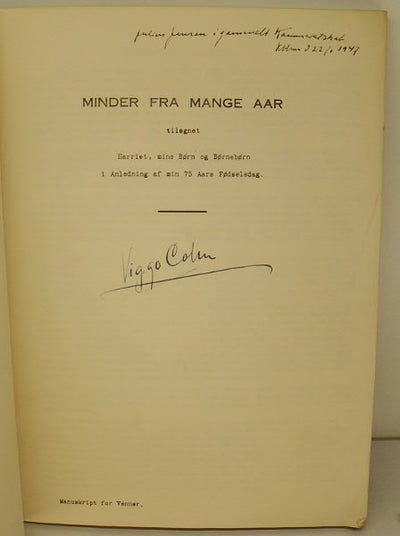 Julius Jensen i gammelt Kammeratskab
Kbhvn d 22/1 1947
MINDER FRA MANGE AAR
tilegnet
Harriet, mine Børn og Børnebørn
i Anledning af min 75 Aars Fødselsdag.
Viggo Cohn
Manuskript for Venner.